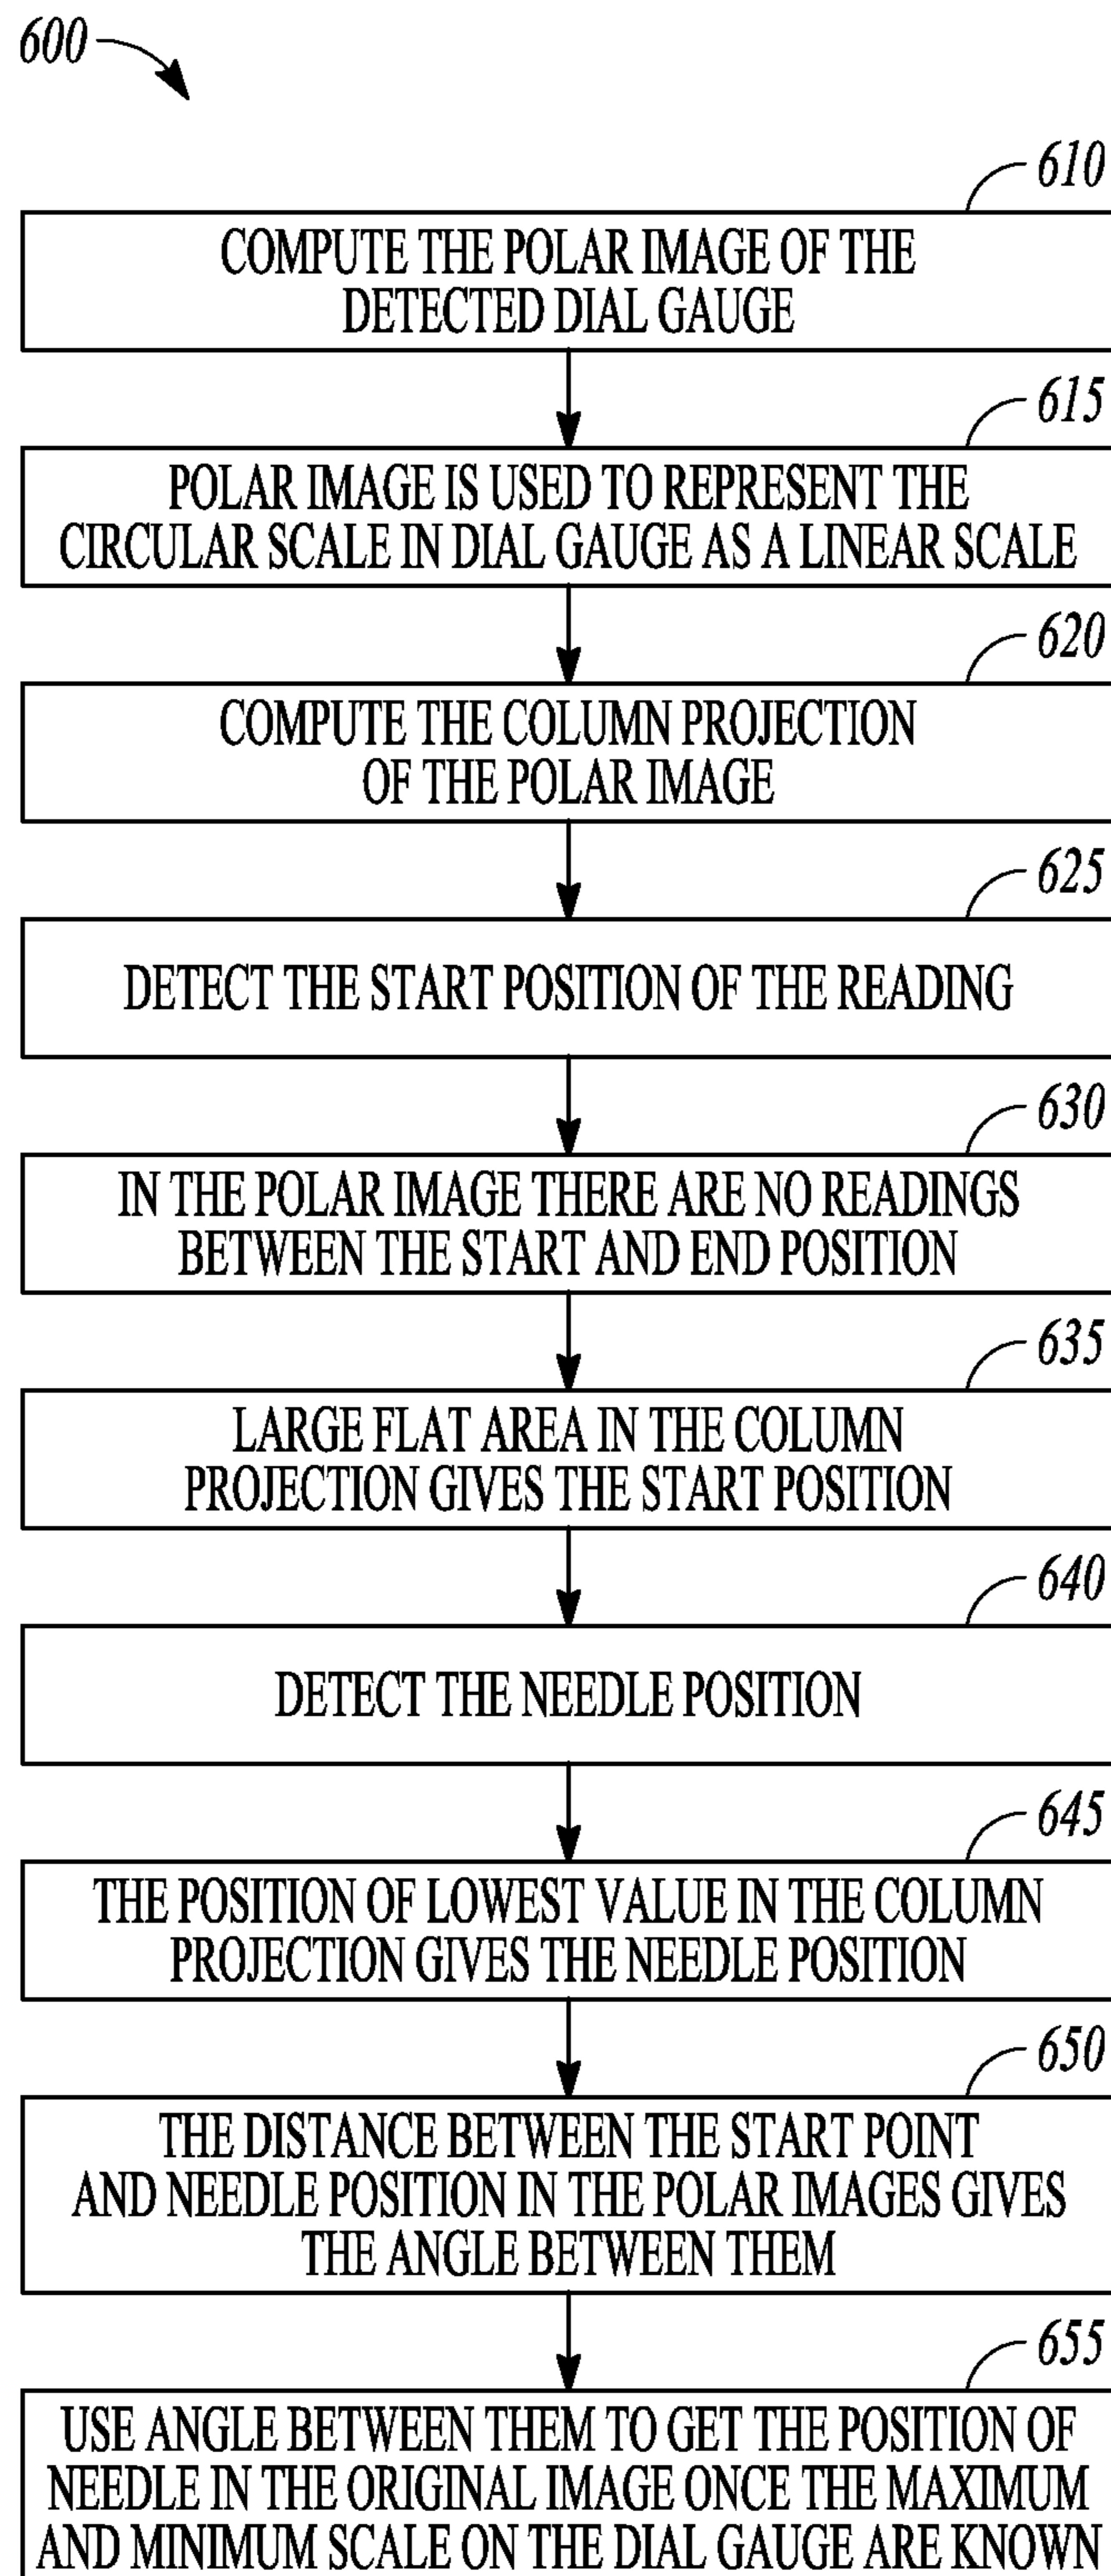 600
610
COMPUTE THE POLAR IMAGE OF THE
DETECTED DIAL GAUGE
615
POLAR IMAGE IS USED TO REPRESENT THE
CIRCULAR SCALE IN DIAL GAUGE AS A LINEAR SCALE
620
COMPUTE THE COLUMN PROJECTION
OF THE POLAR IMAGE
625
DETECT THE START POSITION OF THE READING
630
IN THE POLAR IMAGE THERE ARE NO READINGS
BETWEEN THE START AND END POSITION
635
LARGE FLAT AREA IN THE COLUMN
PROJECTION GIVES THE START POSITION
640
DETECT THE NEEDLE POSITION
645
THE POSITION OF LOWEST VALUE IN THE COLUMN
PROJECTION GIVES THE NEEDLE POSITION
650
THE DISTANCE BETWEEN THE START POINT
AND NEEDLE POSITION IN THE POLAR IMAGES GIVES
THE ANGLE BETWEEN THEM
655
USE ANGLE BETWEEN THEM TO GET THE POSITION OF
NEEDLE IN THE ORIGINAL IMAGE ONCE THE MAXIMUM
AND MINIMUM SCALE ON THE DIAL GAUGE ARE KNOWN